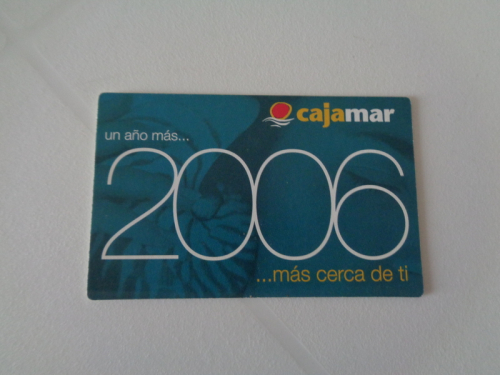 cajamar
un año más...
2006
...más cerca de ti